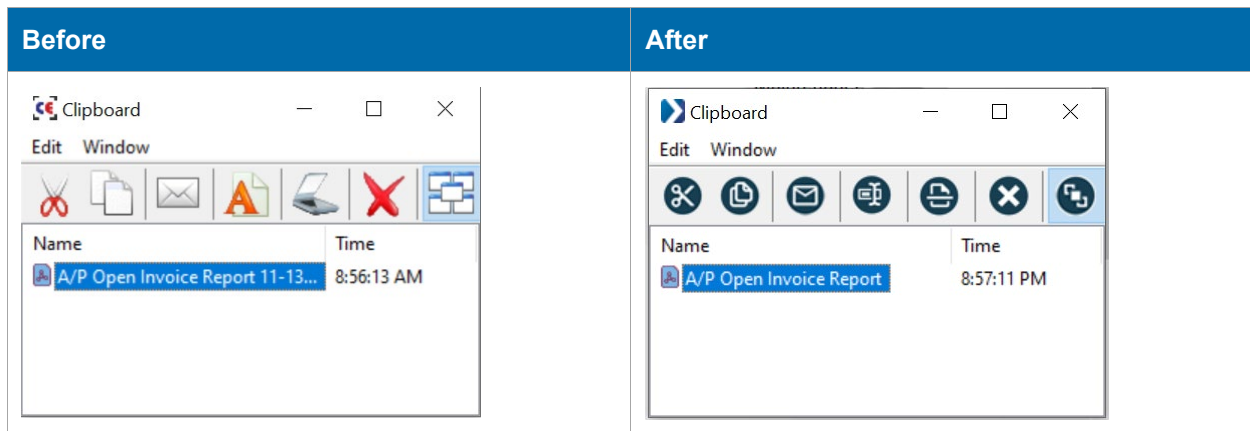 Before
After
Clipboard
Edit Window
Name Time
A/P Open Invoice Report 11-13... 8:56:13 AM
Clipboard
Edit Window
Name Time
A/P Open Invoice Report 8:57:11 PM